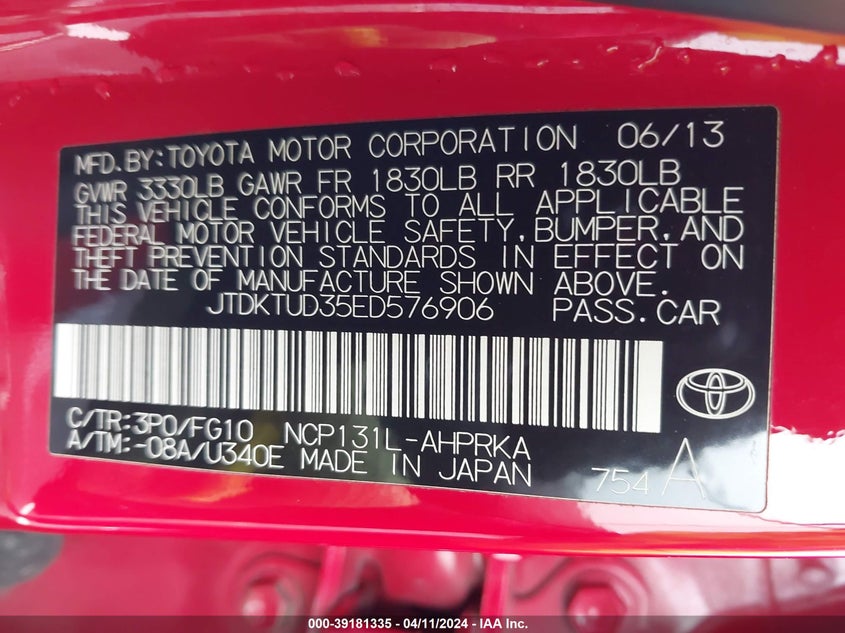 MFD.BY:TOYOTA MOTOR CORPORATION 06/13
GVWR 3330LB GAWR FR 1830LB RR 1830LB
THIS VEHICLE CONFORMS TO ALL APPLICABLE
FEDERAL MOTOR VEHICLE SAFETY,BUMPER,AND
THEFT PREVENTION STANDARDS IN EFFECT ON
THE DATE OF MANUFACTURE SHOWN ABOVE.
JTDKTUD35ED576906 PASS.CAR
C/TR:3P0/FG10 NCP131L-AHPRKA
A/TM:-08A/U340E MADE IN JAPAN 754 A
000-39181335 - 04/11/2024 - IAA Inc.